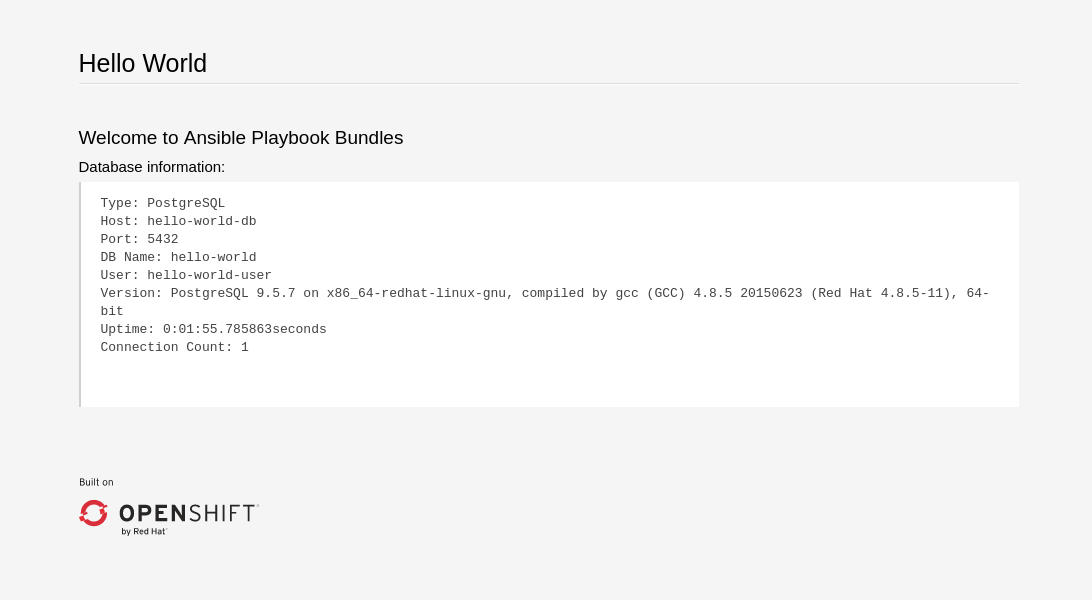 Hello World
Welcome to Ansible Playbook Bundles
Database information:
Type: PostgreSQL
Host: hello-world-db
Port: 5432
DB Name: hello-world
User: hello-world-user
Version: PostgreSQL 9.5.7 on x86_64-redhat-linux-gnu, compiled by gcc (GCC) 4.8.5 20150623 (Red Hat 4.8.5-11), 64-
bit
Uptime: 0:01:55.785863seconds
Connection Count: 1
Built on
OPENSHIFT
by Red Hat